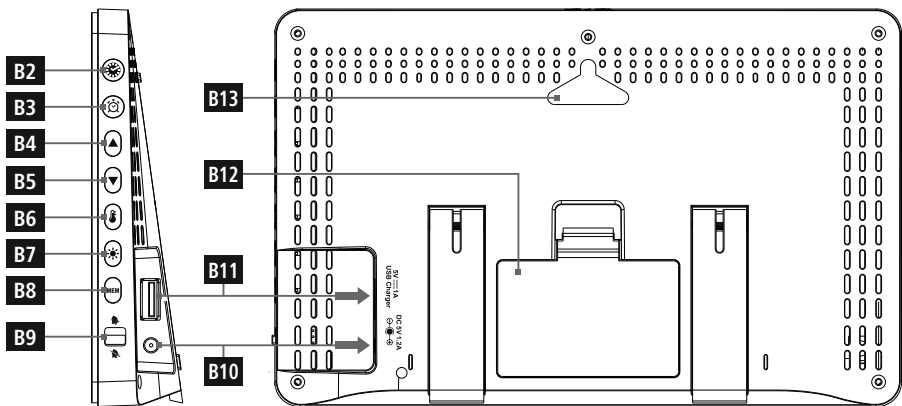 B2
B3
B4
B5
B6
B7
B8
B9
MEM
B13
B12
B11
B10
5V⎓1A
USB Charger
DC 5V 1.2A